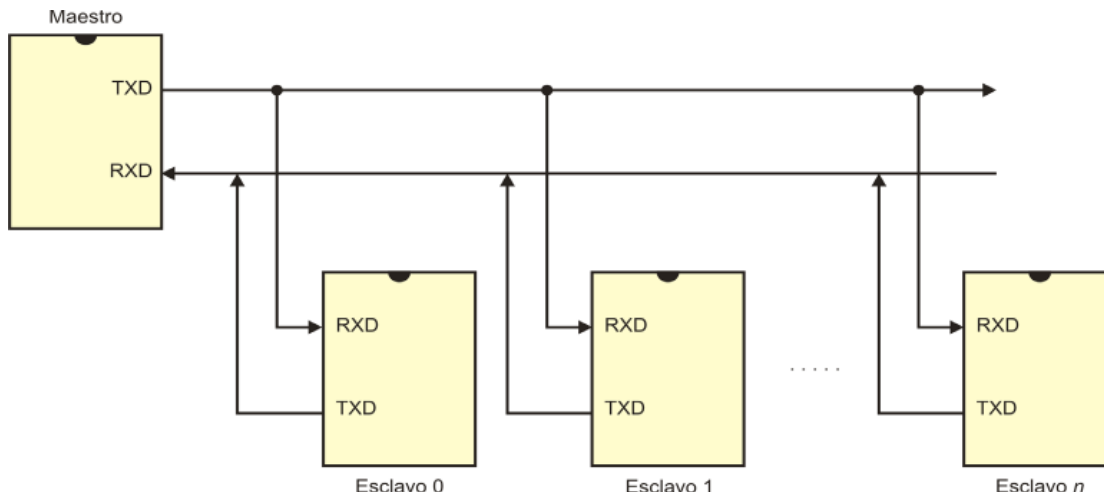 Maestro
TXD
RXD
RXD
RXD
RXD
. . . . .
TXD
TXD
TXD
Esclavo 0
Esclavo 1
Esclavo n